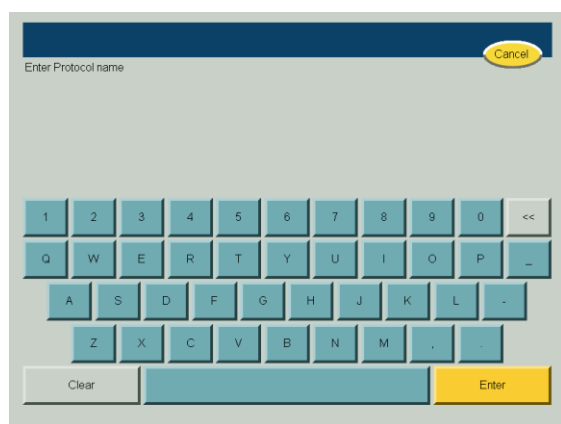 Cancel
Enter Protocol name
1 2 3 4 5 6 7 8 9 0 <<
Q W E R T Y U I O P _
A S D F G H J K L -
Z X C V B N M , .
Clear Enter